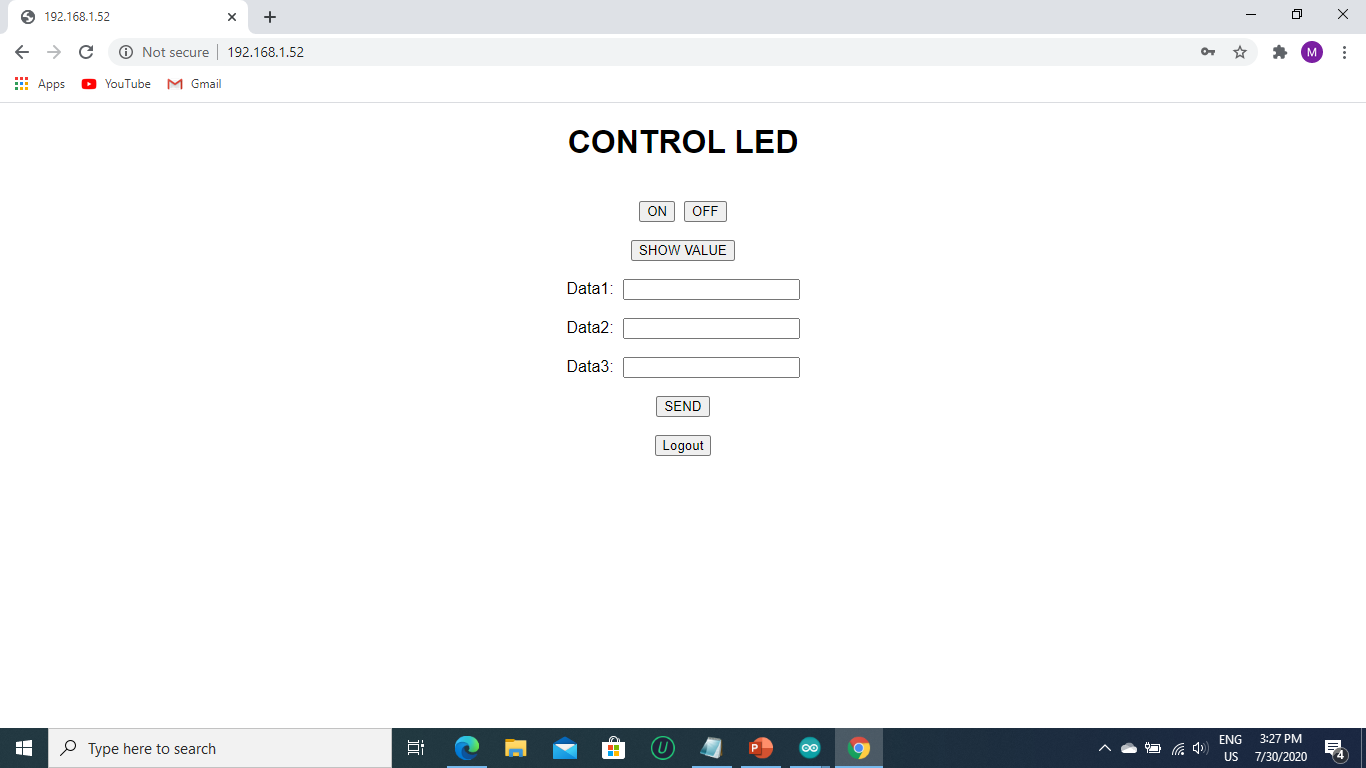 192.168.1.52
Not secure 192.168.1.52
M
Apps YouTube Gmail
CONTROL LED
ON OFF
SHOW VALUE
Data1:
Data2:
Data3:
SEND
Logout
Type here to search
U
P
ENG
US
3:27 PM
7/30/2020
4